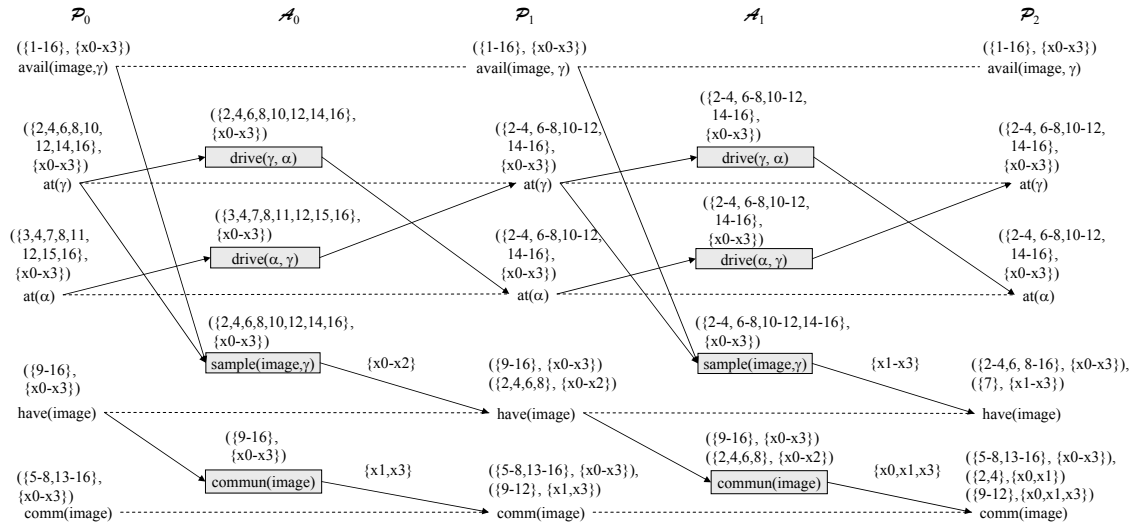 𝒫0 𝒜0 𝒫1 𝒜1 𝒫2
({1-16}, {x0-x3})
avail(image,γ)
({2,4,6,8,10,
12,14,16},
{x0-x3})
at(γ)
({3,4,7,8,11,
12,15,16},
{x0-x3})
at(α)
({9-16},
{x0-x3})
have(image)
({5-8,13-16},
{x0-x3})
comm(image)
({2,4,6,8,10,12,14,16},
{x0-x3})
drive(γ, α)
({3,4,7,8,11,12,15,16},
{x0-x3})
drive(α, γ)
({2,4,6,8,10,12,14,16},
{x0-x3})
sample(image,γ)
{x0-x2}
({9-16},
{x0-x3})
commun(image)
{x1,x3}
({1-16}, {x0-x3})
avail(image, γ)
({2-4, 6-8,10-12,
14-16},
{x0-x3})
at(γ)
({2-4, 6-8,10-12,
14-16},
{x0-x3})
at(α)
({9-16}, {x0-x3})
({2,4,6,8}, {x0-x2})
have(image)
({5-8,13-16}, {x0-x3}),
({9-12}, {x1,x3})
comm(image)
({2-4, 6-8,10-12,
14-16},
{x0-x3})
drive(γ, α)
({2-4, 6-8,10-12,
14-16},
{x0-x3})
drive(α, γ)
({2-4, 6-8,10-12,14-16},
{x0-x3})
sample(image,γ)
{x1-x3}
({9-16}, {x0-x3})
({2,4,6,8}, {x0-x2})
commun(image)
{x0,x1,x3}
({1-16}, {x0-x3})
avail(image, γ)
({2-4, 6-8,10-12,
14-16},
{x0-x3})
at(γ)
({2-4, 6-8,10-12,
14-16},
{x0-x3})
at(α)
({2-4,6, 8-16}, {x0-x3}),
({7}, {x1-x3})
have(image)
({5-8,13-16}, {x0-x3}),
({2,4},{x0,x1})
({9-12},{x0,x1,x3})
comm(image)